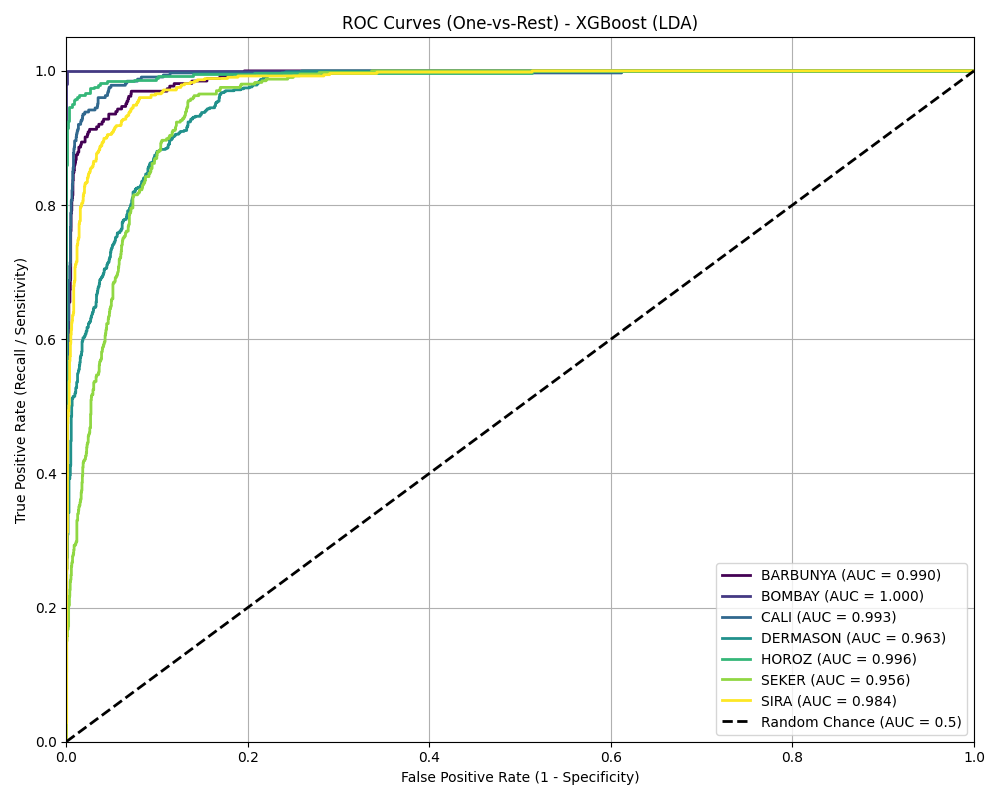 ROC Curves (One-vs-Rest) - XGBoost (LDA)
True Positive Rate (Recall / Sensitivity)
1.0
0.8
0.6
0.4
0.2
0.0
0.0 0.2 0.4 0.6 0.8 1.0
False Positive Rate (1 - Specificity)
BARBUNYA (AUC = 0.990)
BOMBAY (AUC = 1.000)
CALI (AUC = 0.993)
DERMASON (AUC = 0.963)
HOROZ (AUC = 0.996)
SEKER (AUC = 0.956)
SIRA (AUC = 0.984)
Random Chance (AUC = 0.5)